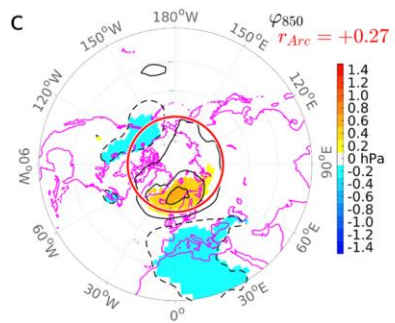 C
180°W
φ850
r_Arc = +0.27
150°W
150°E
120°W
120°E
90°W
90°E
60°W
60°E
30°W
30°E
0°
1.4
1.2
1.0
0.8
0.6
0.4
0.2
0 hPa
-0.2
-0.4
-0.6
-0.8
-1.0
-1.2
-1.4